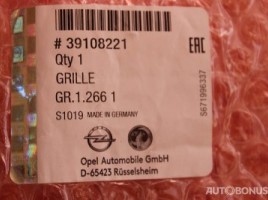 # 39108221
EAC
Qty 1
GRILLE
GR.1.266 1
S1019 MADE IN GERMANY
Opel Automobile GmbH
D-65423 Rüsselsheim
5671996337
AUTOBONUS